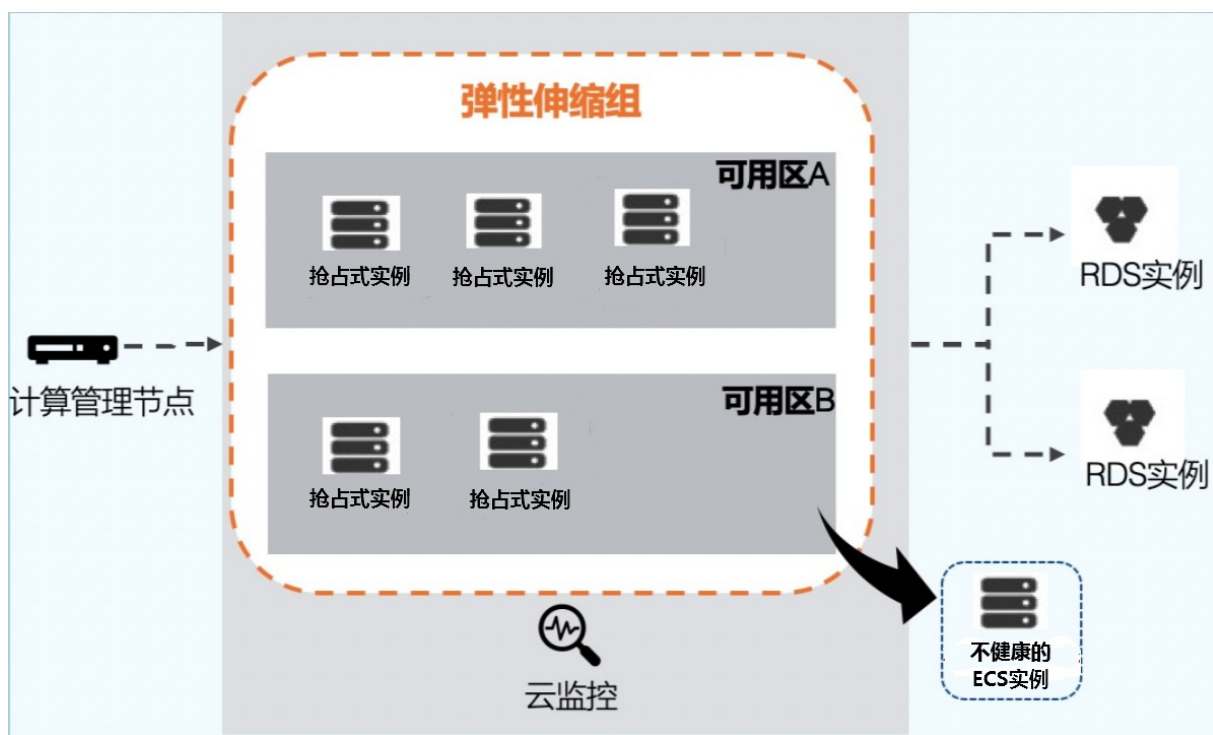 弹性伸缩组
可用区A
抢占式实例
抢占式实例
抢占式实例
RDS实例
计算管理节点
可用区B
抢占式实例
抢占式实例
RDS实例
不健康的
ECS实例
云监控